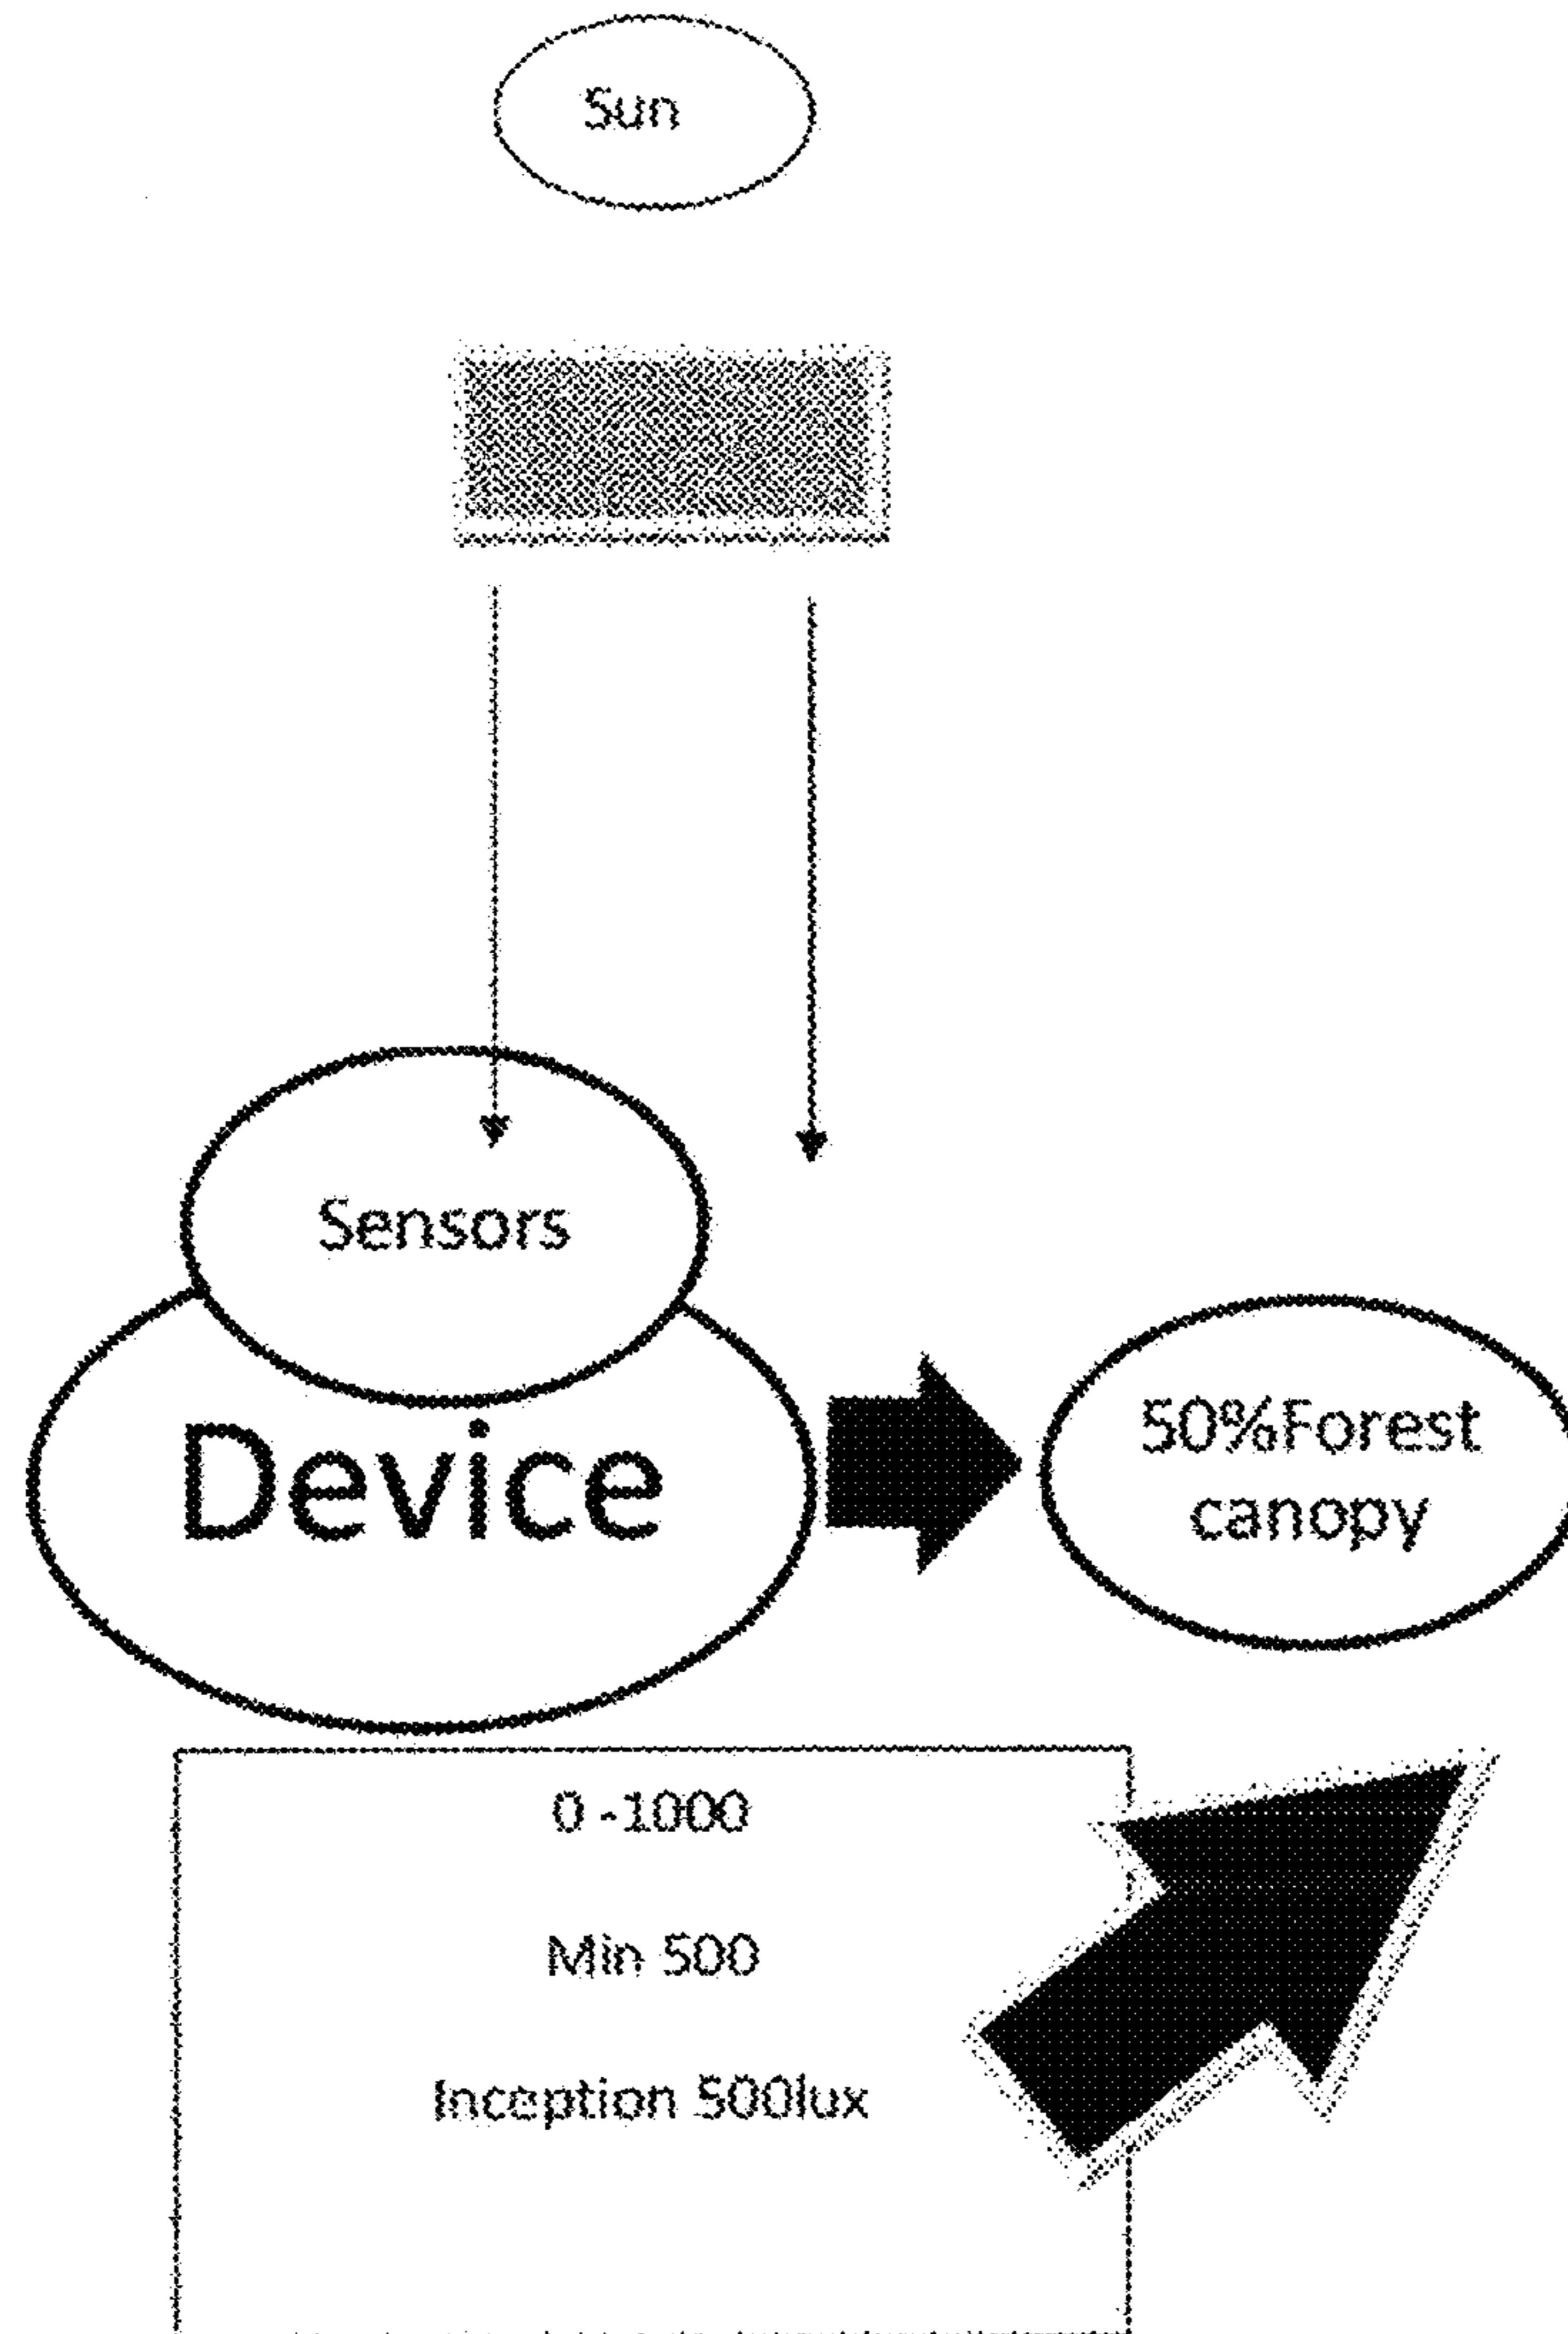 Sun
Sensors
Device
50%Forest
canopy
0 -1000
Min 500
Inception 500lux